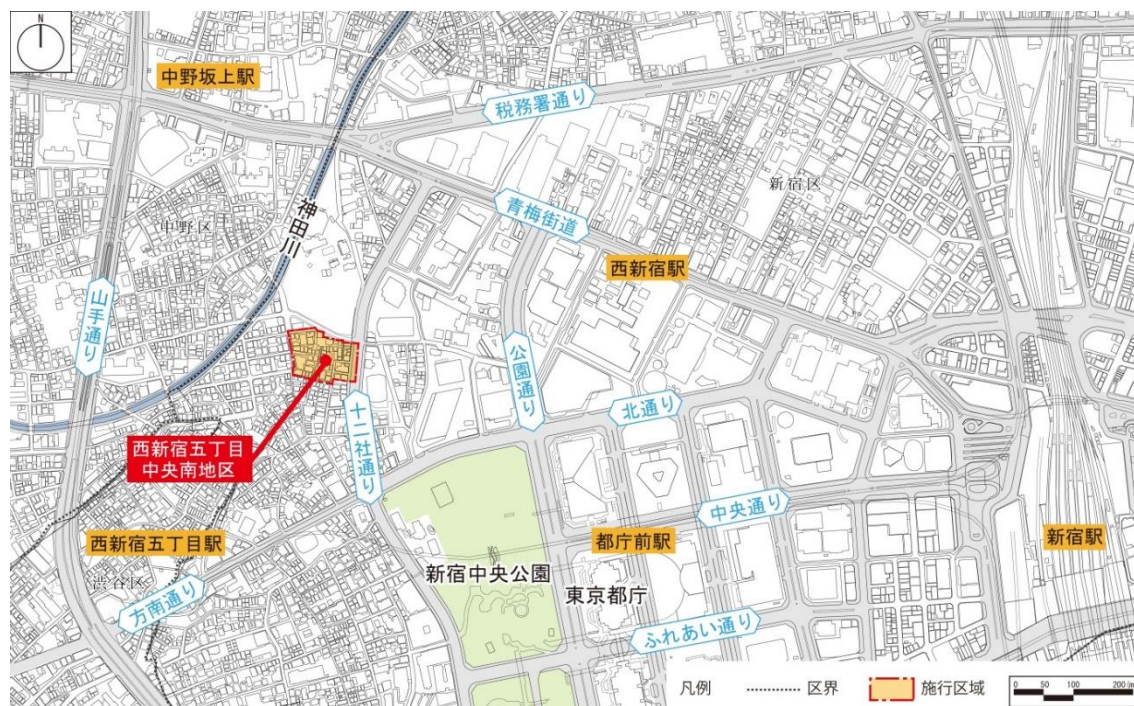 N
中野坂上駅
税務署通り
新宿区
青梅街道
神田川
中野区
西新宿駅
山手通り
公園通り
北通り
十二社通り
西新宿五丁目
中央南地区
中央通り
西新宿五丁目駅
都庁前駅
新宿駅
新宿中央公園
東京都庁
渋谷区
方南通り
ふれあい通り
凡例
区界
施行区域
0 50 100 200(m)